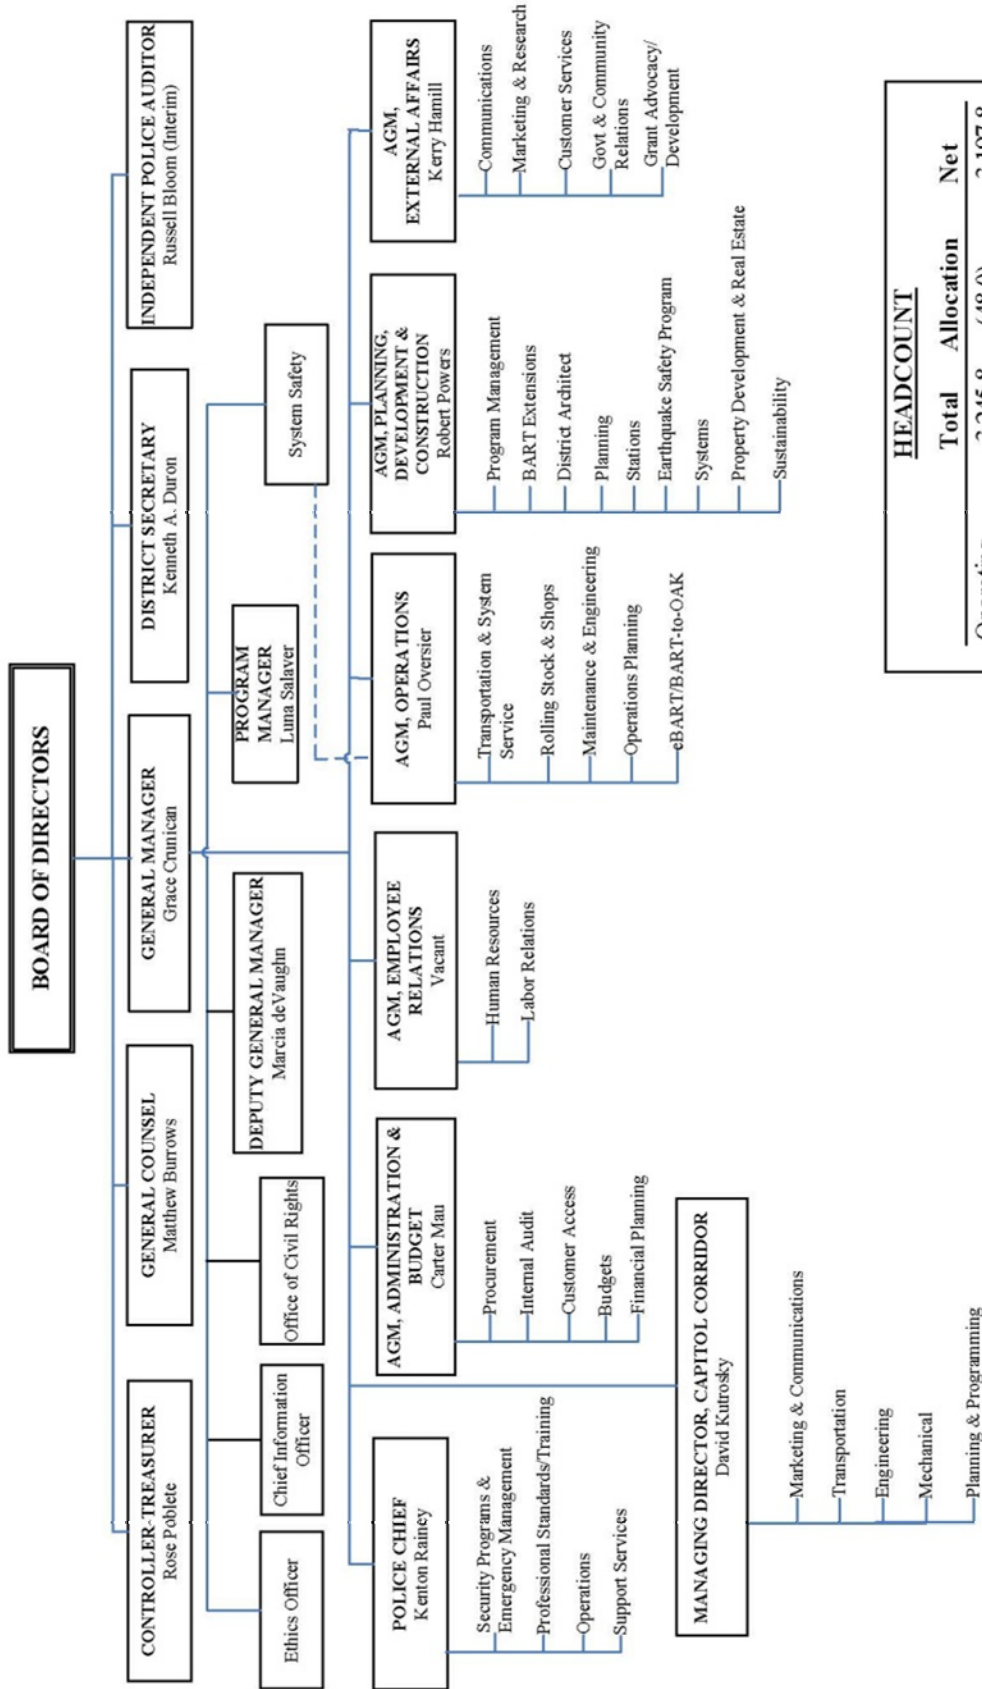 BOARD OF DIRECTORS
CONTROLLER-TREASURER
Rose Poblete
GENERAL COUNSEL
Matthew Burrows
GENERAL MANAGER
Grace Crunican
DISTRICT SECRETARY
Kenneth A. Duron
INDEPENDENT POLICE AUDITOR
Russell Bloom (Interim)
Ethics Officer
Chief Information
Officer
Office of Civil Rights
DEPUTY GENERAL MANAGER
Marcia deVaughn
PROGRAM
MANAGER
Luna Salaver
System Safety
POLICE CHIEF
Kenton Rainey
Security Programs &
Emergency Management
Professional Standards/Training
Operations
Support Services
AGM, ADMINISTRATION &
BUDGET
Carter Mau
Procurement
Internal Audit
Customer Access
Budgets
Financial Planning
AGM, EMPLOYEE
RELATIONS
Vacant
Human Resources
Labor Relations
AGM, OPERATIONS
Paul Oversier
Transportation & System
Service
Rolling Stock & Shops
Maintenance & Engineering
Operations Planning
eBART/BART-to-OAK
AGM, PLANNING,
DEVELOPMENT &
CONSTRUCTION
Robert Powers
Program Management
BART Extensions
District Architect
Planning
Stations
Earthquake Safety Program
Systems
Property Development & Real Estate
Sustainability
AGM,
EXTERNAL AFFAIRS
Kerry Hamill
Communications
Marketing & Research
Customer Services
Govt & Community
Relations
Grant Advocacy/
Development
MANAGING DIRECTOR, CAPITOL CORRIDOR
David Kutrosky
Marketing & Communications
Transportation
Engineering
Mechanical
Planning & Programming
HEADCOUNT
Total Allocation Net